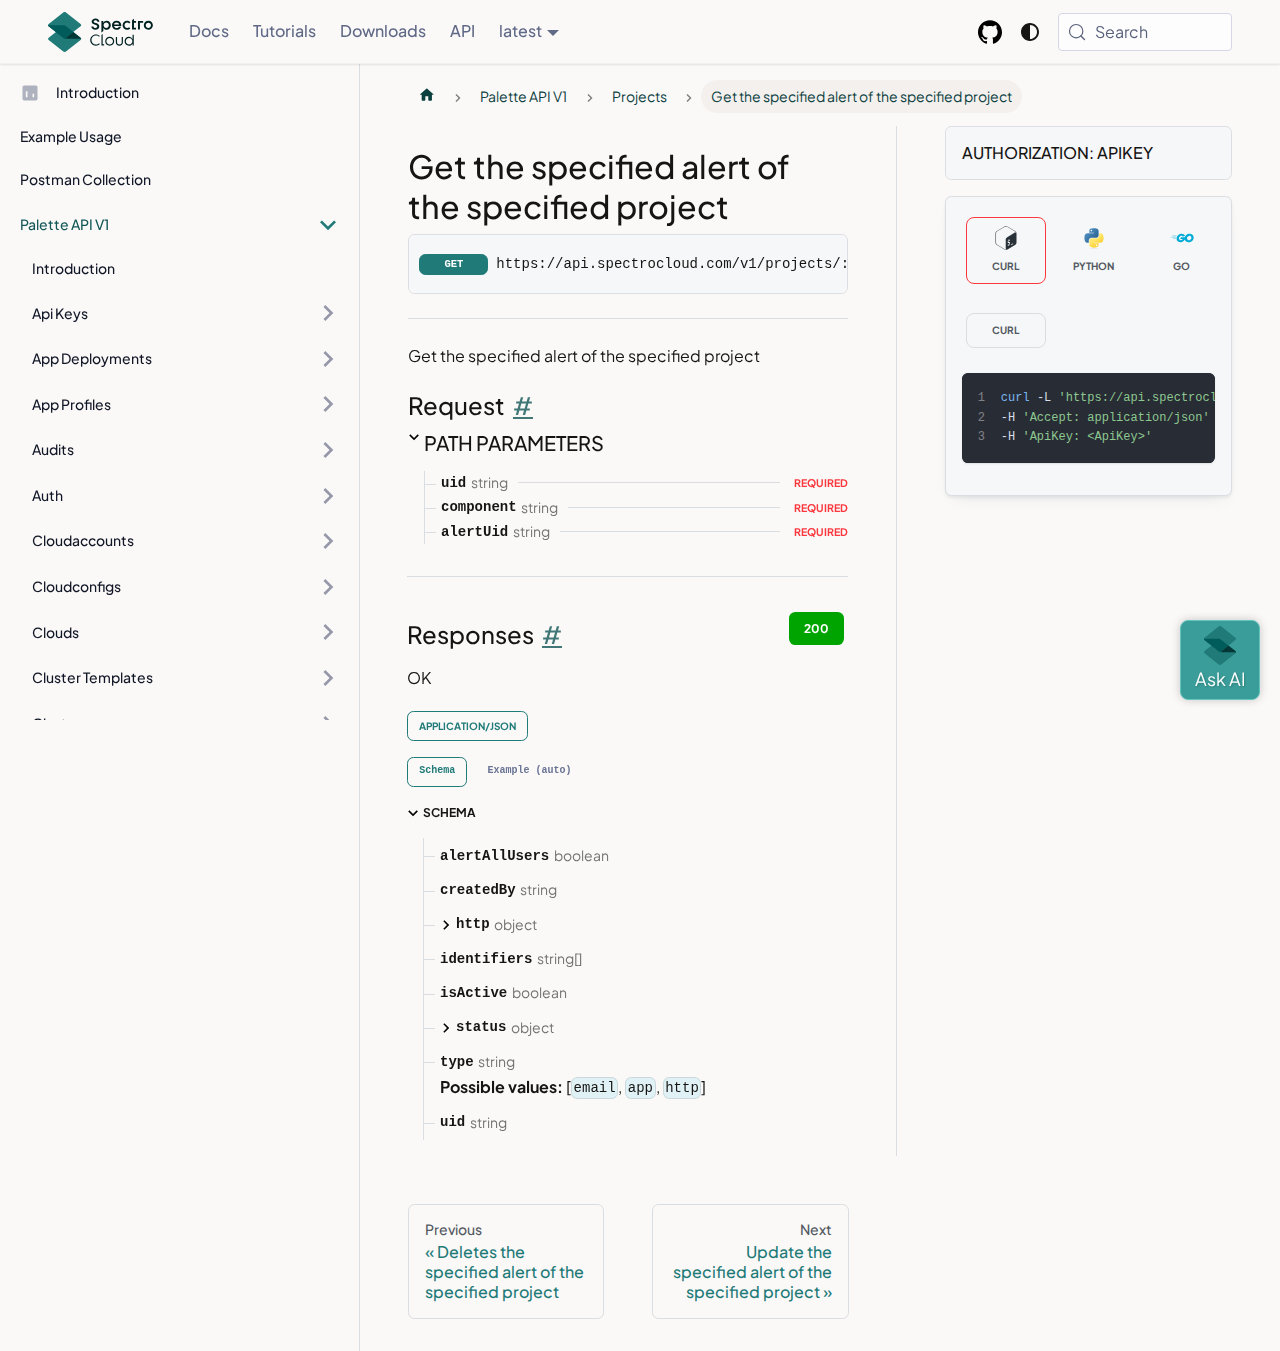 Spectro Cloud
Docs
Tutorials
Downloads
API
latest
Search
Introduction
Example Usage
Postman Collection
Palette API V1
Introduction
Api Keys
App Deployments
App Profiles
Audits
Auth
Cloudaccounts
Cloudconfigs
Clouds
Cluster Templates
Palette API V1
Projects
Get the specified alert of the specified project
Get the specified alert of
the specified project
GET https://api.spectrocloud.com/v1/projects/:
Get the specified alert of the specified project
Request #
PATH PARAMETERS
uid string REQUIRED
component string REQUIRED
alertUid string REQUIRED
Responses #
200
OK
APPLICATION/JSON
Schema
Example (auto)
SCHEMA
alertAllUsers boolean
createdBy string
http object
identifiers string[]
isActive boolean
status object
type string
Possible values: [email, app, http]
uid string
Previous
« Deletes the
specified alert of the
specified project
Next
Update the
specified alert of the
specified project »
AUTHORIZATION: APIKEY
CURL
PYTHON
GO
CURL
1 curl -L 'https://api.spectrocl
2 -H 'Accept: application/json'
3 -H 'ApiKey: <ApiKey>'
Ask AI